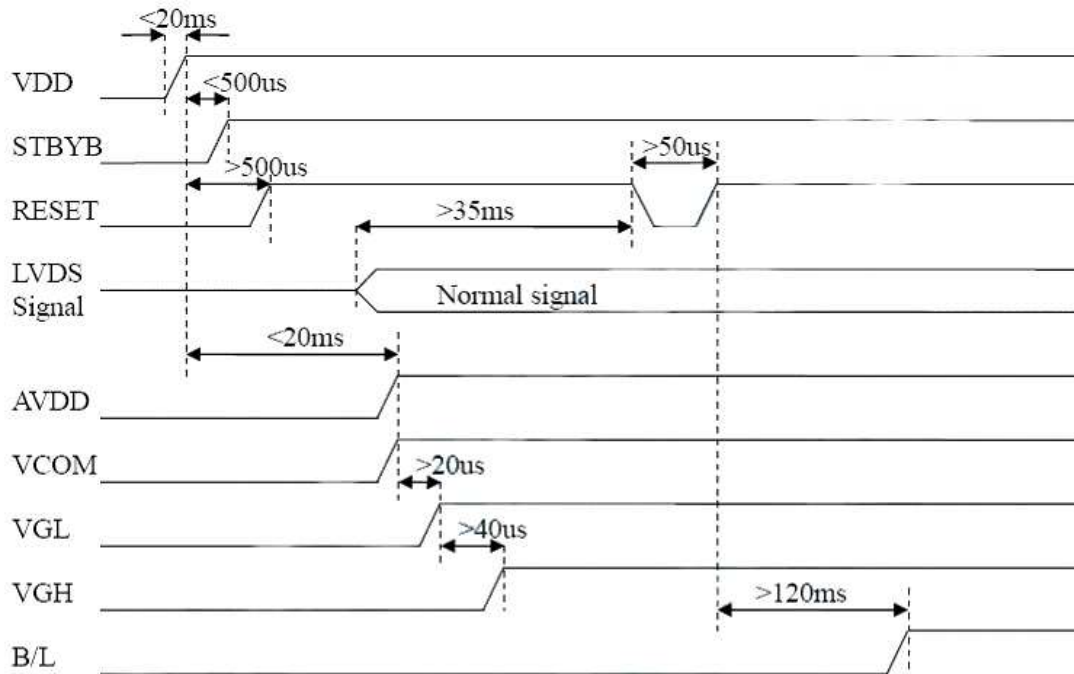 <20ms
VDD
<500us
STBYB
>500us
>50us
RESET
>35ms
LVDS
Signal
Normal signal
<20ms
AVDD
VCOM
>20us
VGL
>40us
VGH
>120ms
B/L